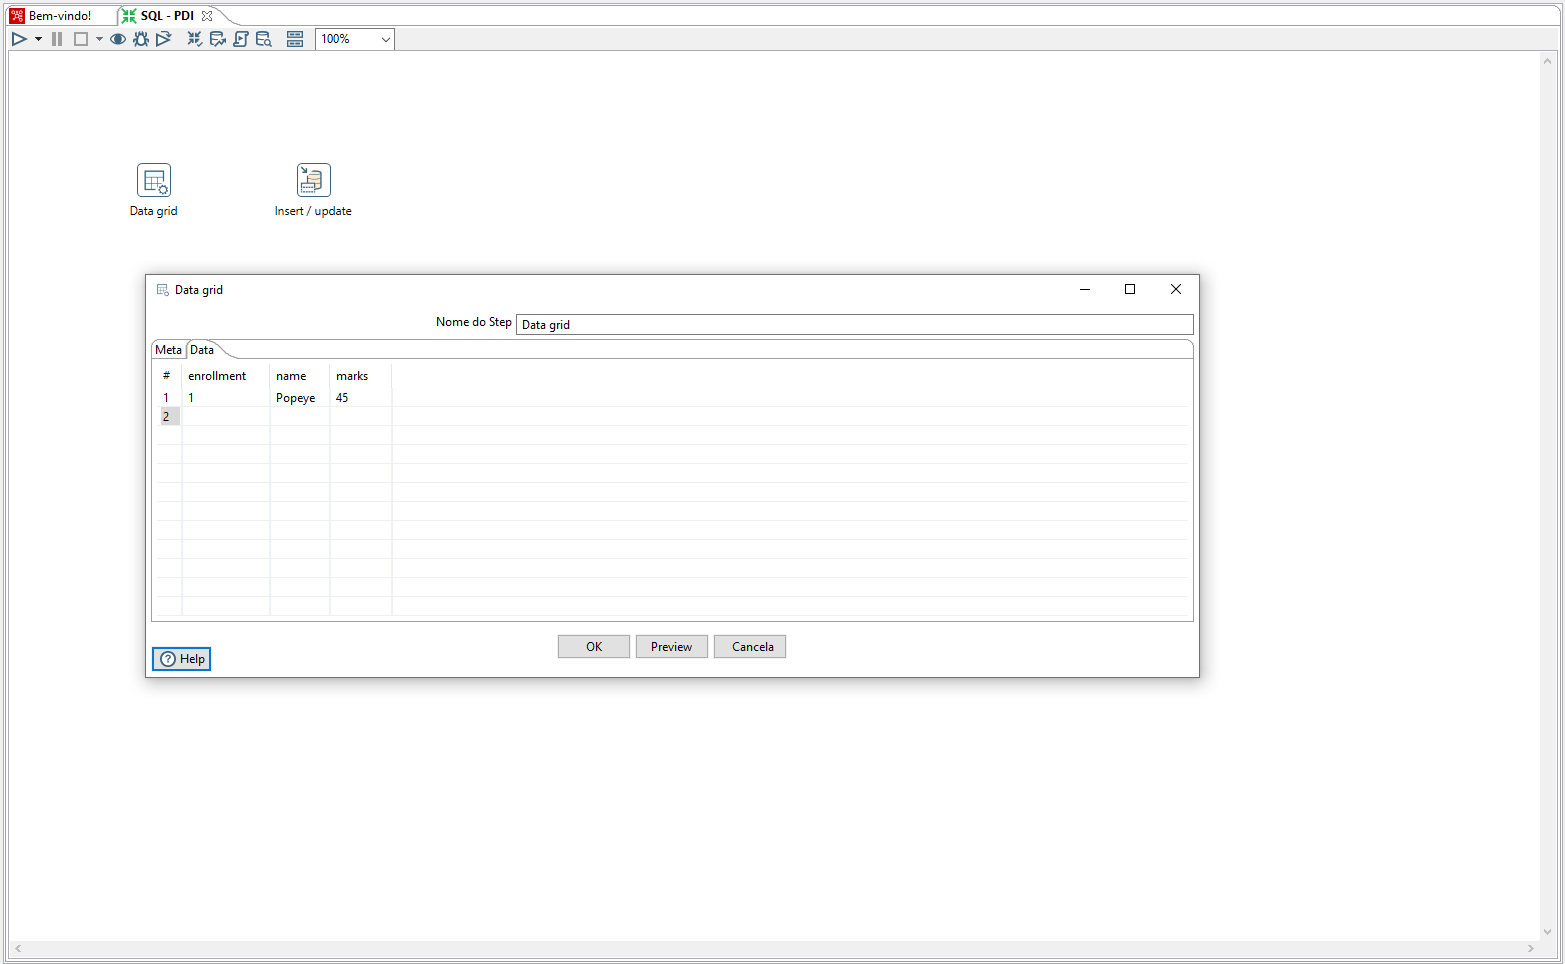 Bem-vindo! SQL - PDI
100%
Data grid Insert / update
Data grid
Nome do Step Data grid
Meta Data
# enrollment name marks
1 1 Popeye 45
2
OK Preview Cancela
Help